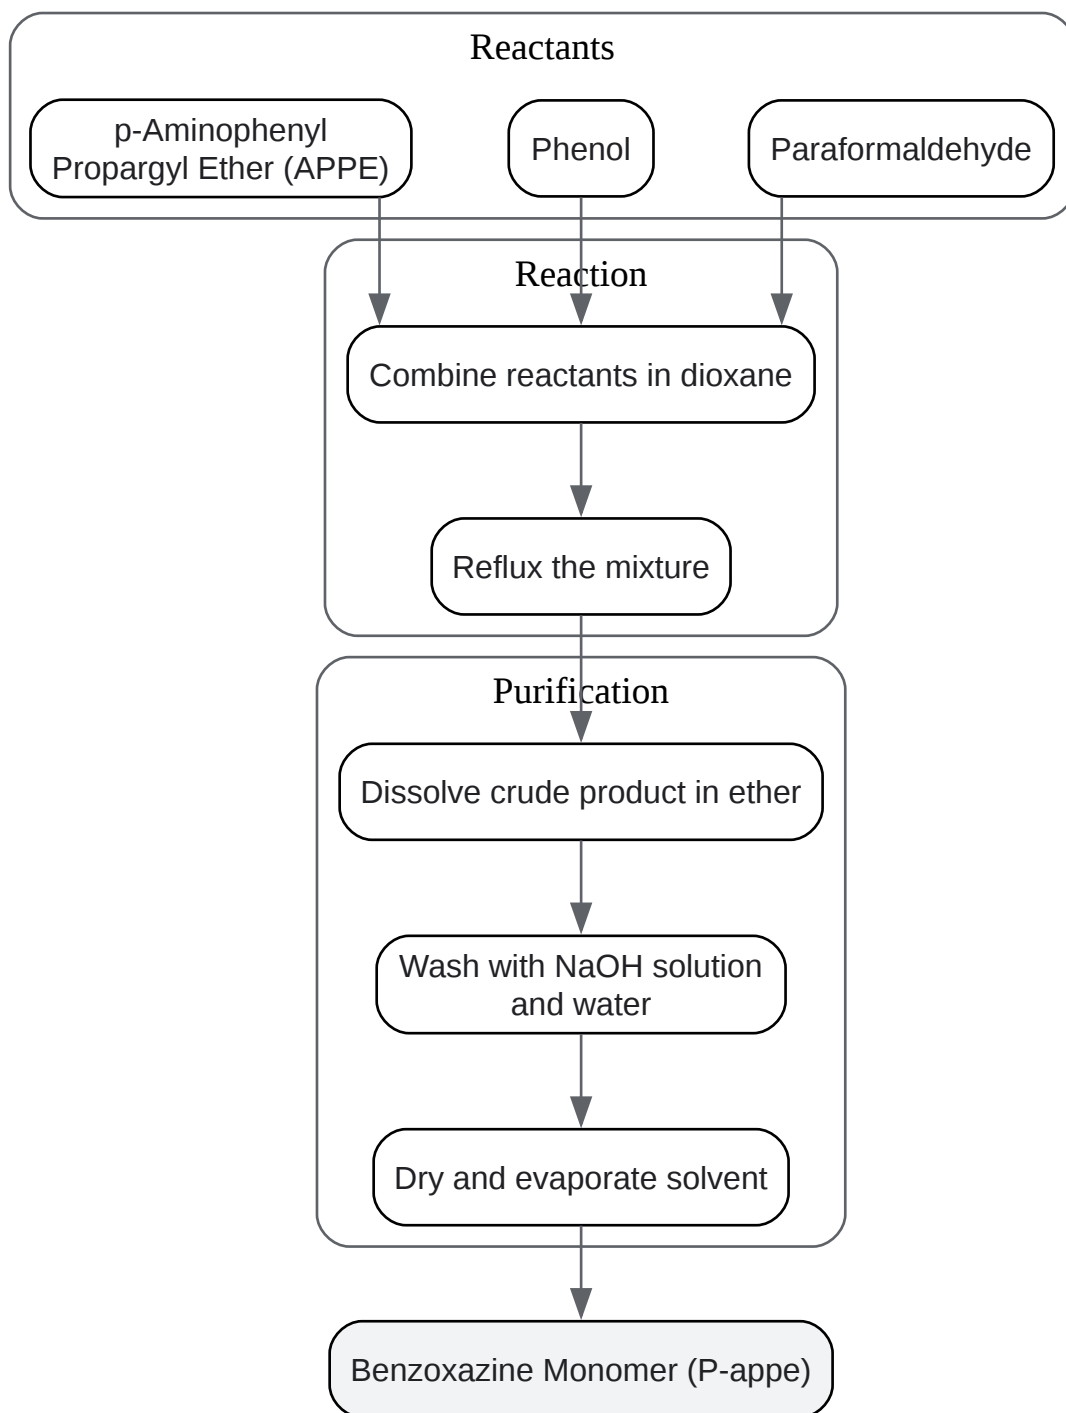 Reactants
p-Aminophenyl
Propargyl Ether (APPE)
Phenol
Paraformaldehyde
Reaction
Combine reactants in dioxane
Reflux the mixture
Purification
Dissolve crude product in ether
Wash with NaOH solution
and water
Dry and evaporate solvent
Benzoxazine Monomer (P-appe)